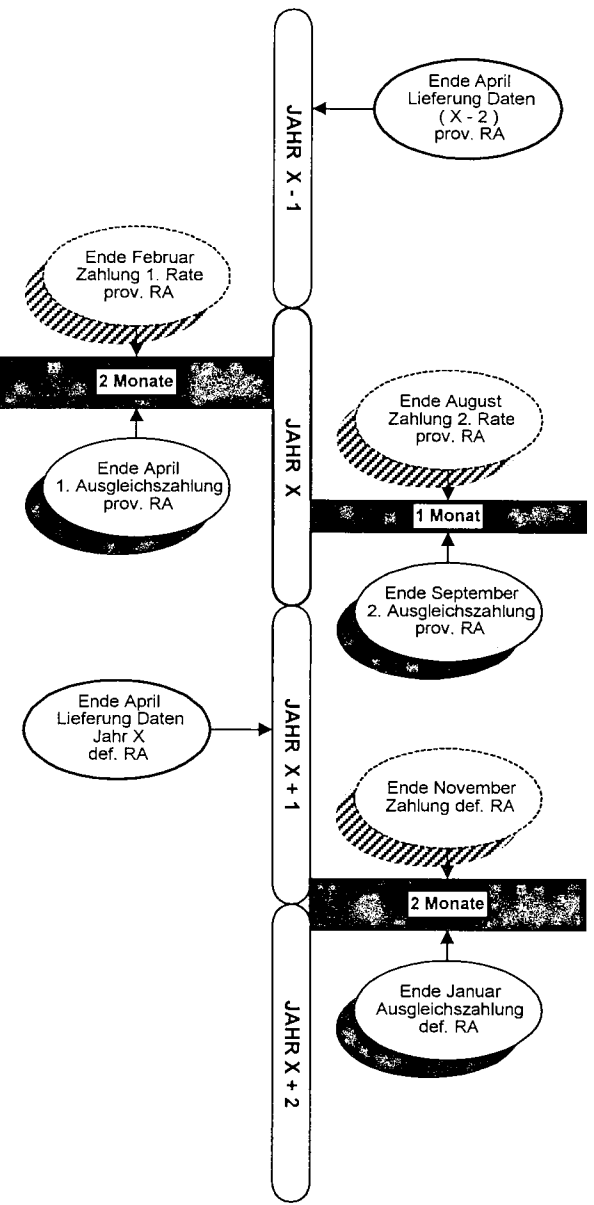 JAHR X - 1
Ende April
Lieferung Daten
( X - 2 )
prov. RA
Ende Februar
Zahlung 1. Rate
prov. RA
2 Monate
Ende April
1. Ausgleichszahlung
prov. RA
JAHR X
Ende August
Zahlung 2. Rate
prov. RA
1 Monat
Ende September
2. Ausgleichszahlung
prov. RA
Ende April
Lieferung Daten
Jahr X
def. RA
JAHR X + 1
Ende November
Zahlung def. RA
2 Monate
Ende Januar
Ausgleichszahlung
def. RA
JAHR X + 2